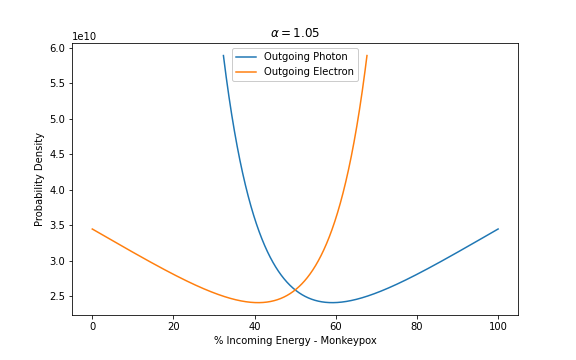 α = 1.05
1e10
6.0
5.5
5.0
4.5
4.0
3.5
3.0
2.5
Probability Density
Outgoing Photon
Outgoing Electron
0 20 40 60 80 100
% Incoming Energy - Monkeypox